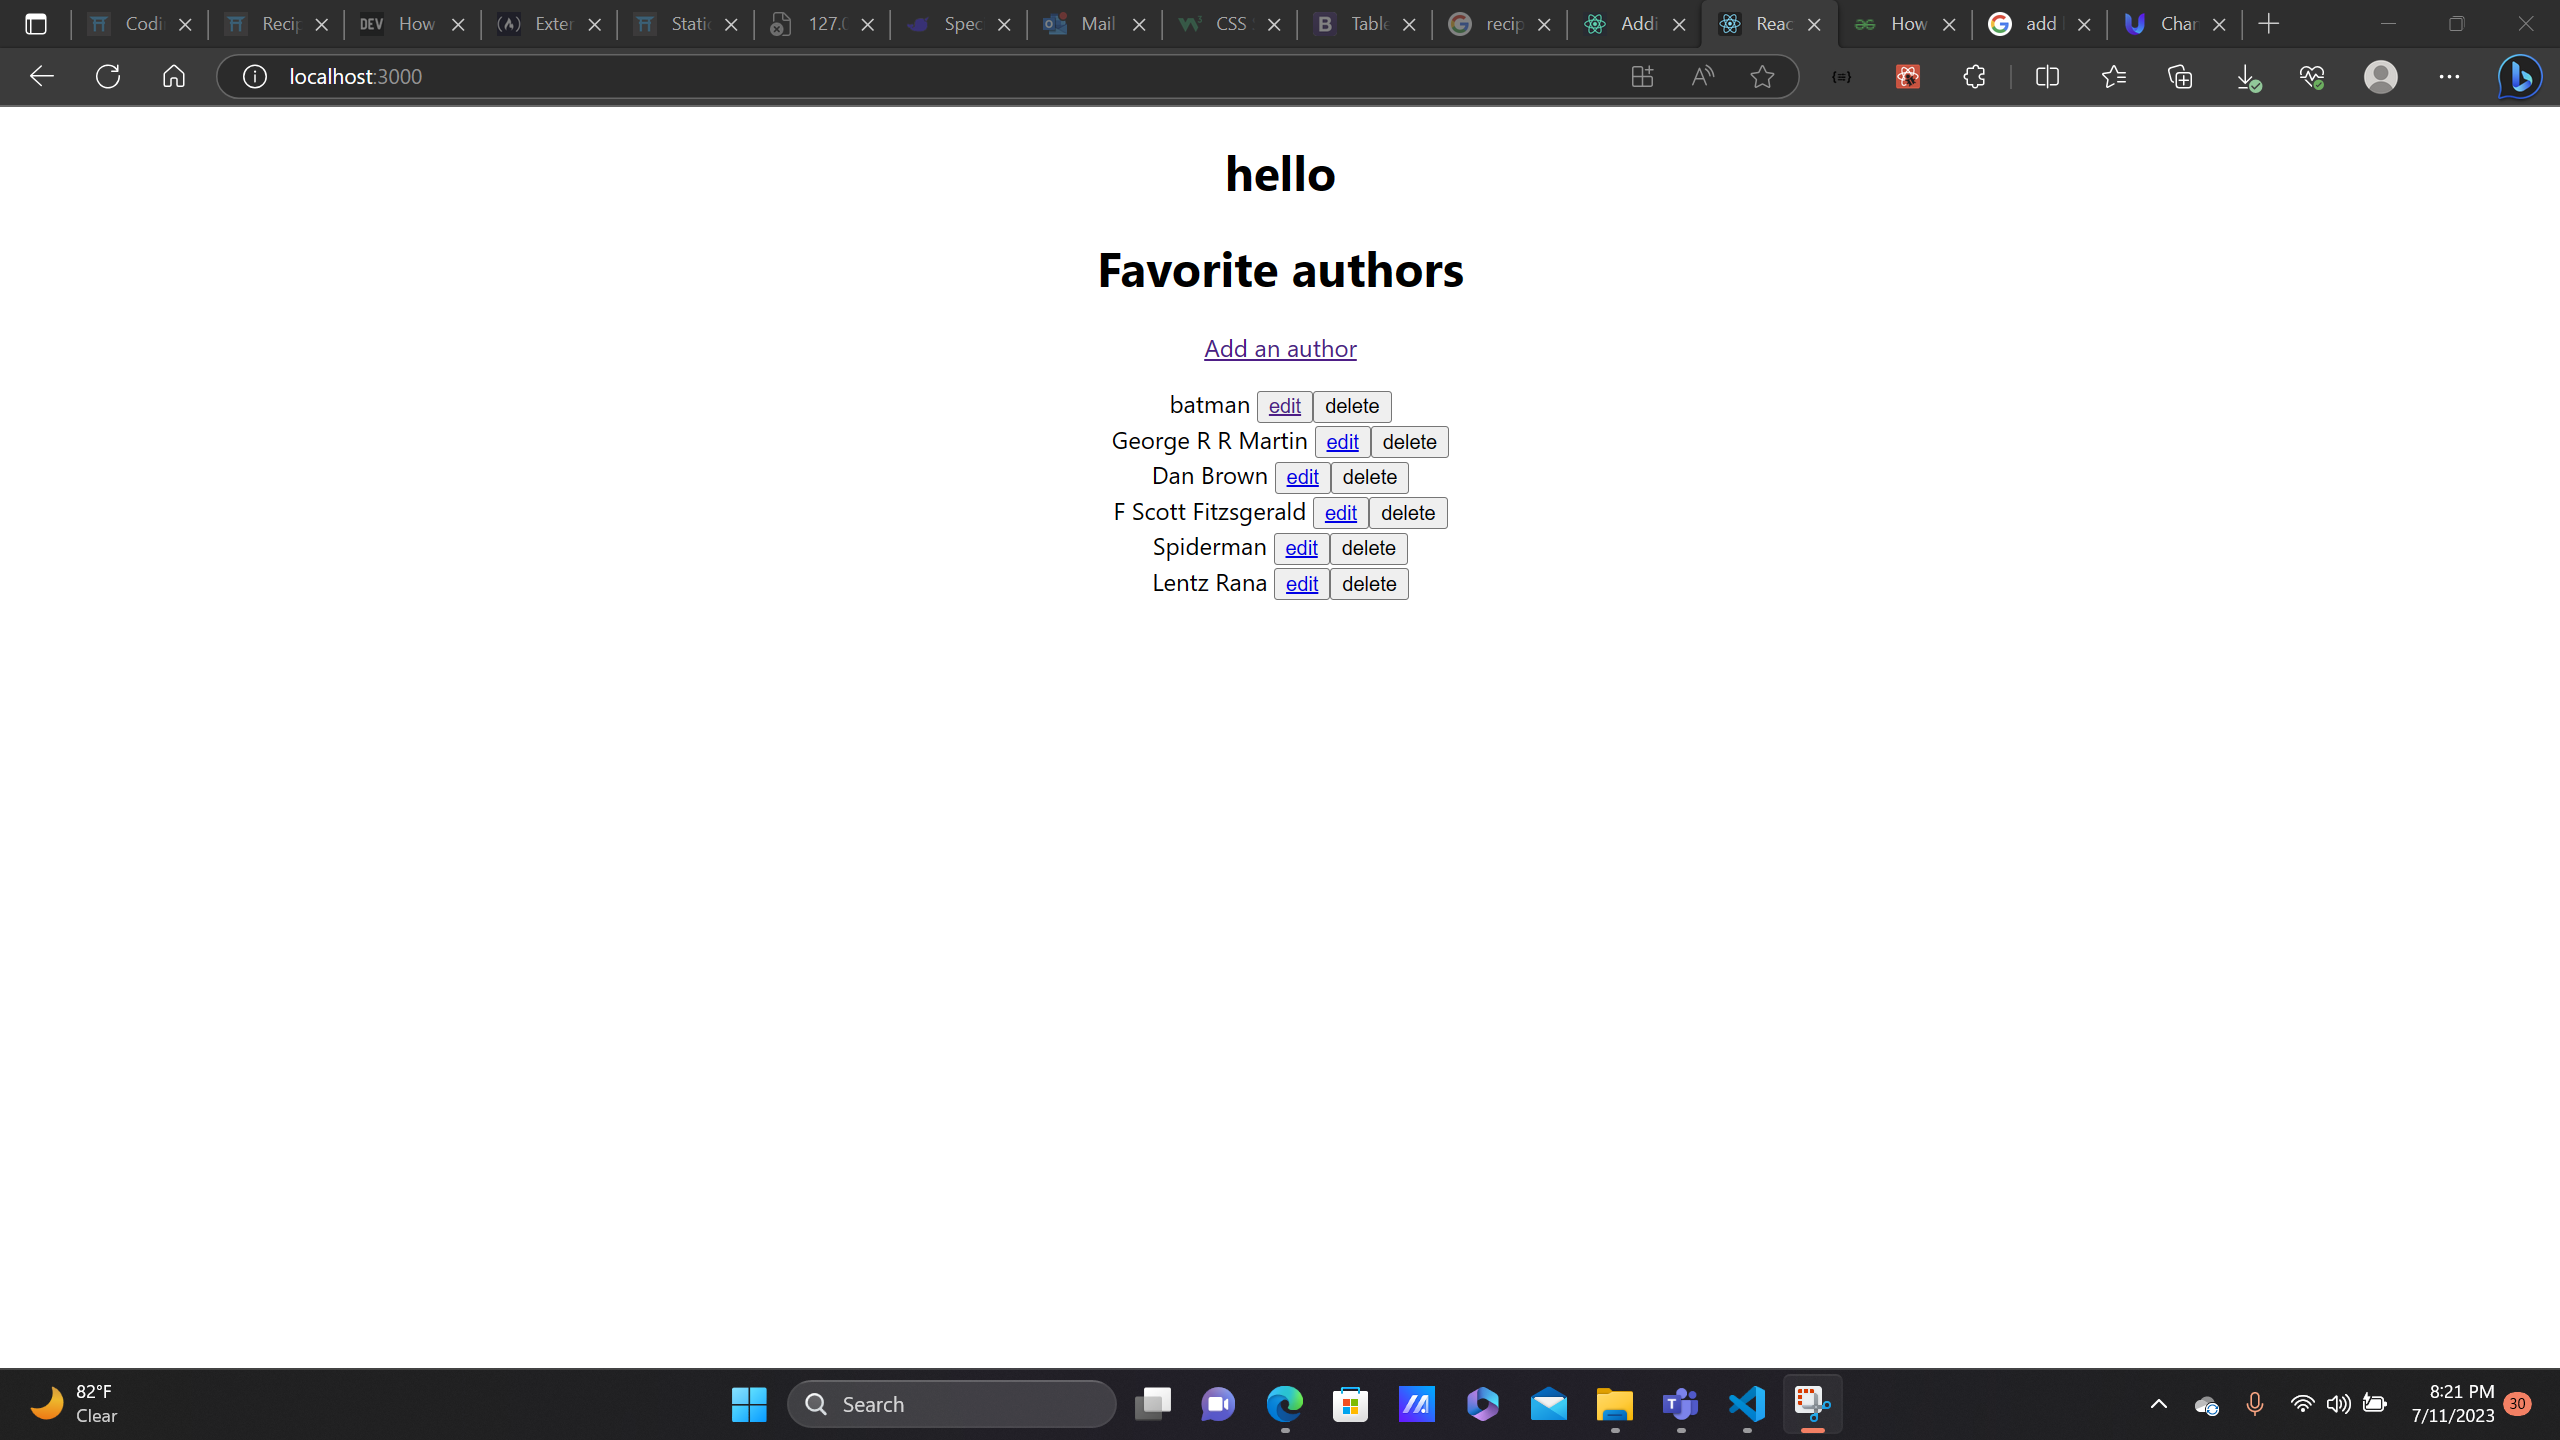 Codi Recip DEV How Exter Stati 127.0 Spec Mail CSS Table recip Addi Reac How add Char
localhost:3000
hello
Favorite authors
Add an author
batman edit delete
George R R Martin edit delete
Dan Brown edit delete
F Scott Fitzsgerald edit delete
Spiderman edit delete
Lentz Rana edit delete
82°F
Clear
Search
8:21 PM
7/11/2023
30